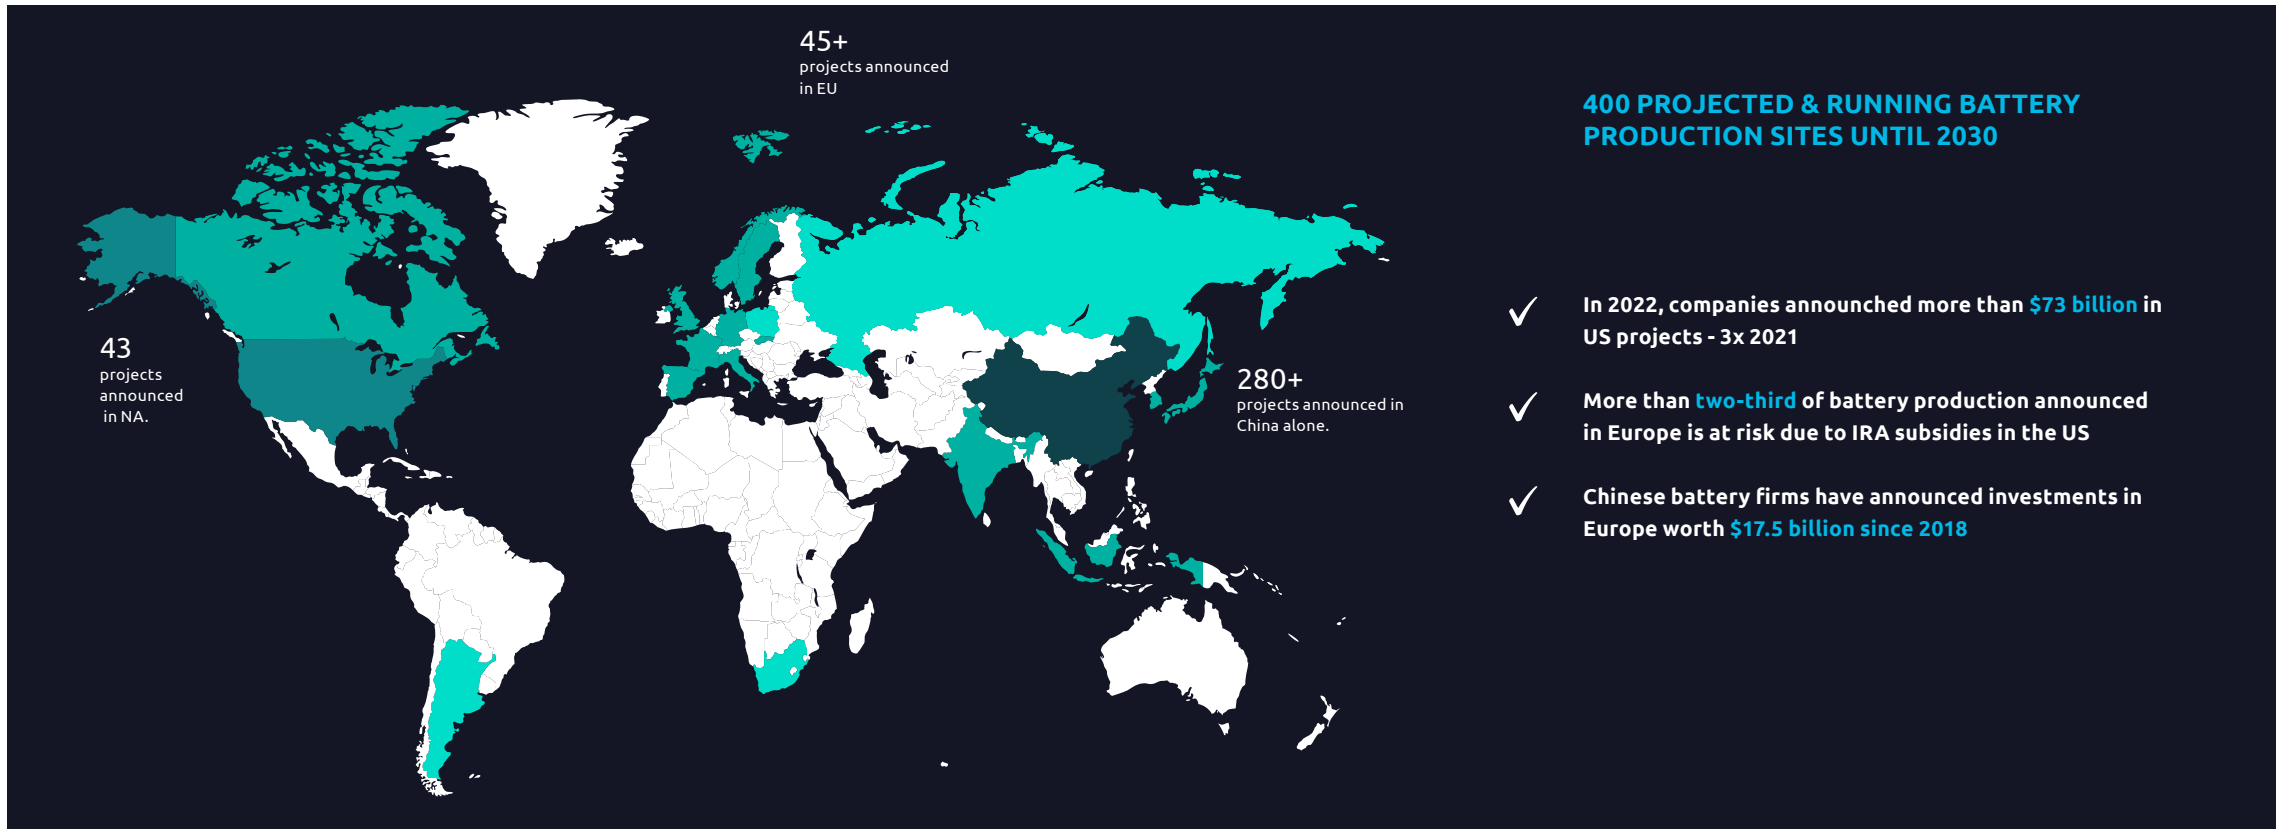 45+
projects announced
in EU
43
projects
announced
in NA.
280+
projects announced in
China alone.
400 PROJECTED & RUNNING BATTERY
PRODUCTION SITES UNTIL 2030
In 2022, companies announched more than $73 billion in
US projects - 3x 2021
More than two-third of battery production announced
in Europe is at risk due to IRA subsidies in the US
Chinese battery firms have announced investments in
Europe worth $17.5 billion since 2018